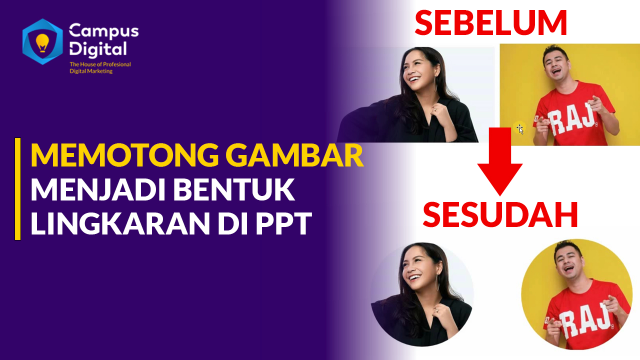 Campus
Digital
The House of Profesional
Digital Marketing
MEMOTONG GAMBAR
MENJADI BENTUK
LINGKARAN DI PPT
SEBELUM
RAJ
SESUDAH
RAJ